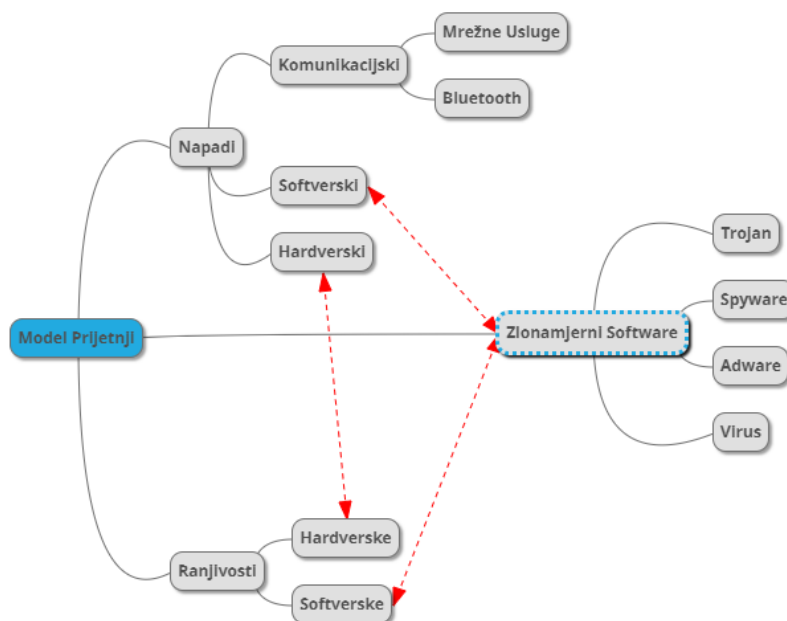 Mrežne Usluge
Komunikacijski
Bluetooth
Napadi
Softverski
Hardverski
Trojan
Spyware
Zlonamjerni Software
Model Prijetnji
Adware
Virus
Hardverske
Ranjivosti
Softverske